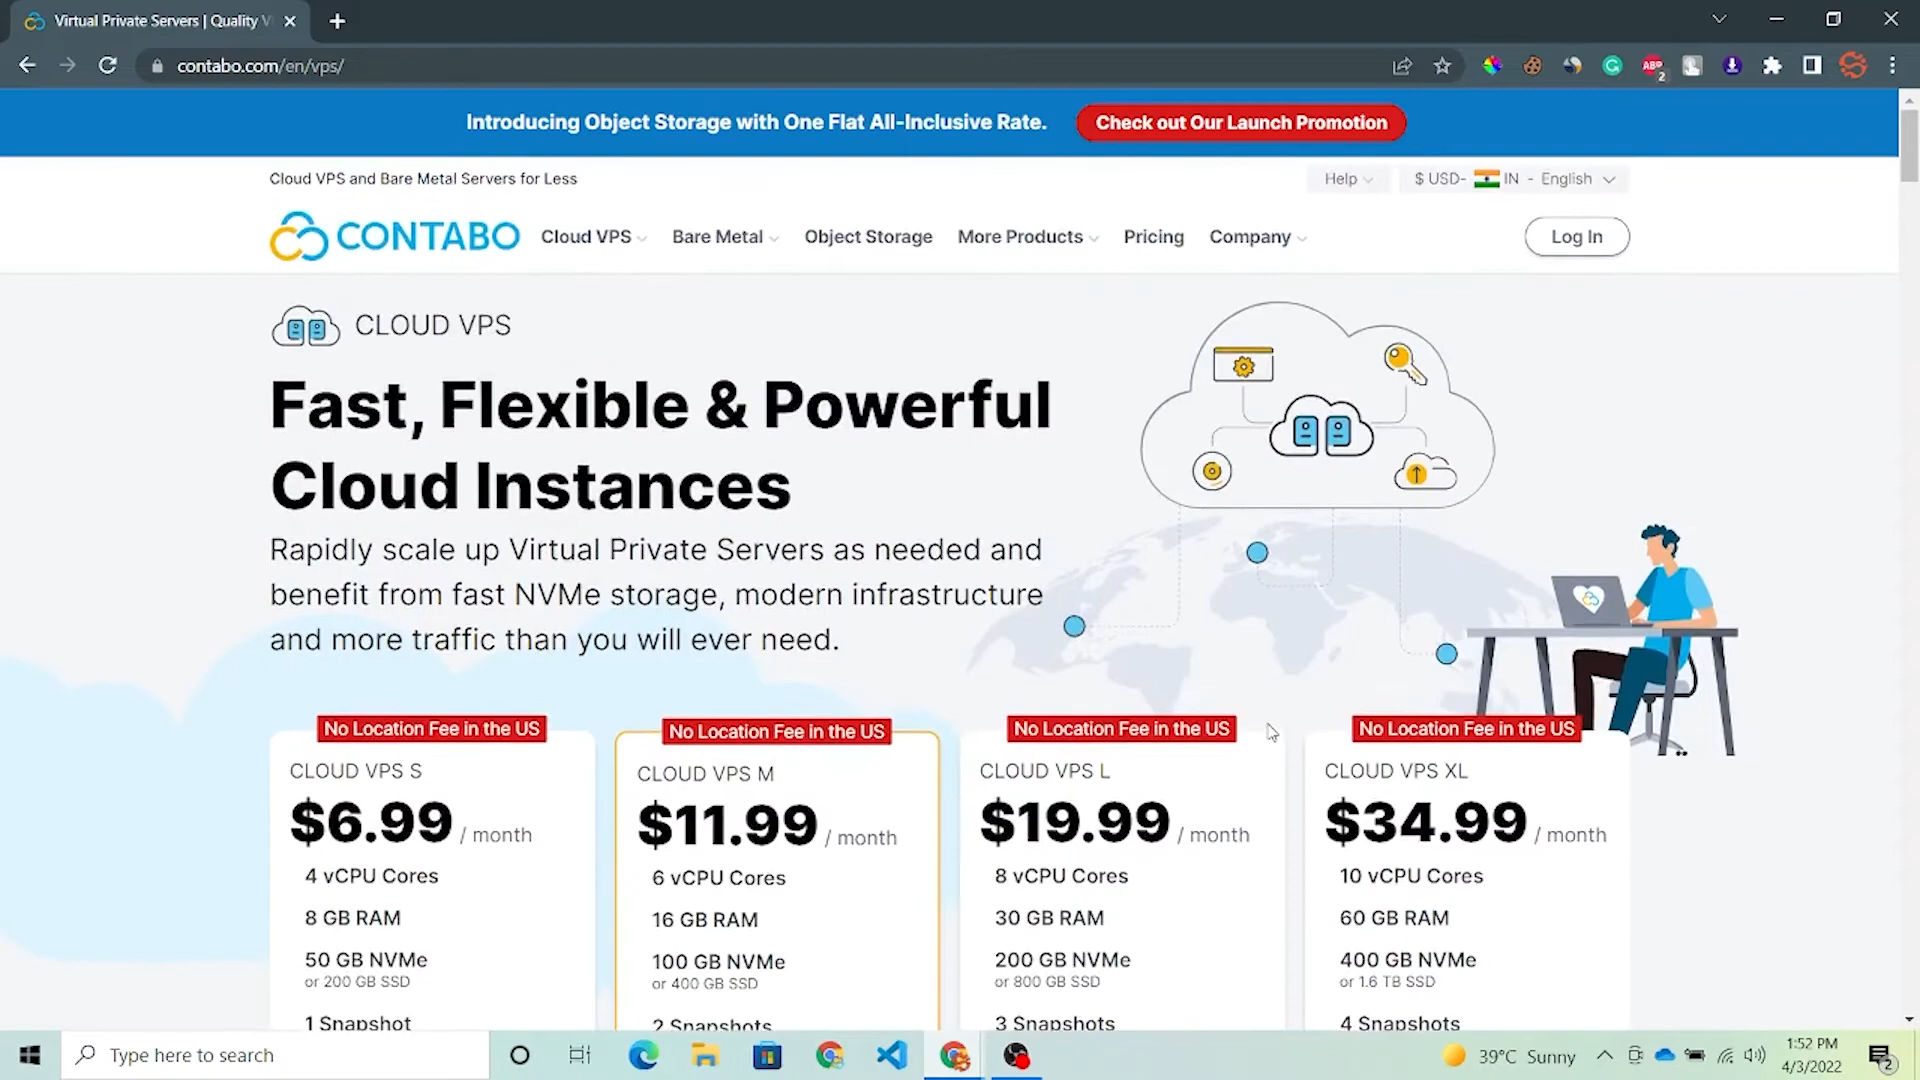 Virtual Private Servers | Quality V
contabo.com/en/vps/
ABP
2
Introducing Object Storage with One Flat All-Inclusive Rate.
Check out Our Launch Promotion
Cloud VPS and Bare Metal Servers for Less
Help
$ USD- IN - English
CONTABO
Cloud VPS
Bare Metal
Object Storage
More Products
Pricing
Company
Log In
CLOUD VPS
Fast, Flexible & Powerful
Cloud Instances
Rapidly scale up Virtual Private Servers as needed and
benefit from fast NVMe storage, modern infrastructure
and more traffic than you will ever need.
No Location Fee in the US
CLOUD VPS S
$6.99 / month
4 vCPU Cores
8 GB RAM
50 GB NVMe
or 200 GB SSD
1 Snapshot
No Location Fee in the US
CLOUD VPS M
$11.99 / month
6 vCPU Cores
16 GB RAM
100 GB NVMe
or 400 GB SSD
2 Snapshots
No Location Fee in the US
CLOUD VPS L
$19.99 / month
8 vCPU Cores
30 GB RAM
200 GB NVMe
or 800 GB SSD
3 Snapshots
No Location Fee in the US
CLOUD VPS XL
$34.99 / month
10 vCPU Cores
60 GB RAM
400 GB NVMe
or 1.6 TB SSD
4 Snapshots
Type here to search
39°C Sunny
1:52 PM
4/3/2022
2